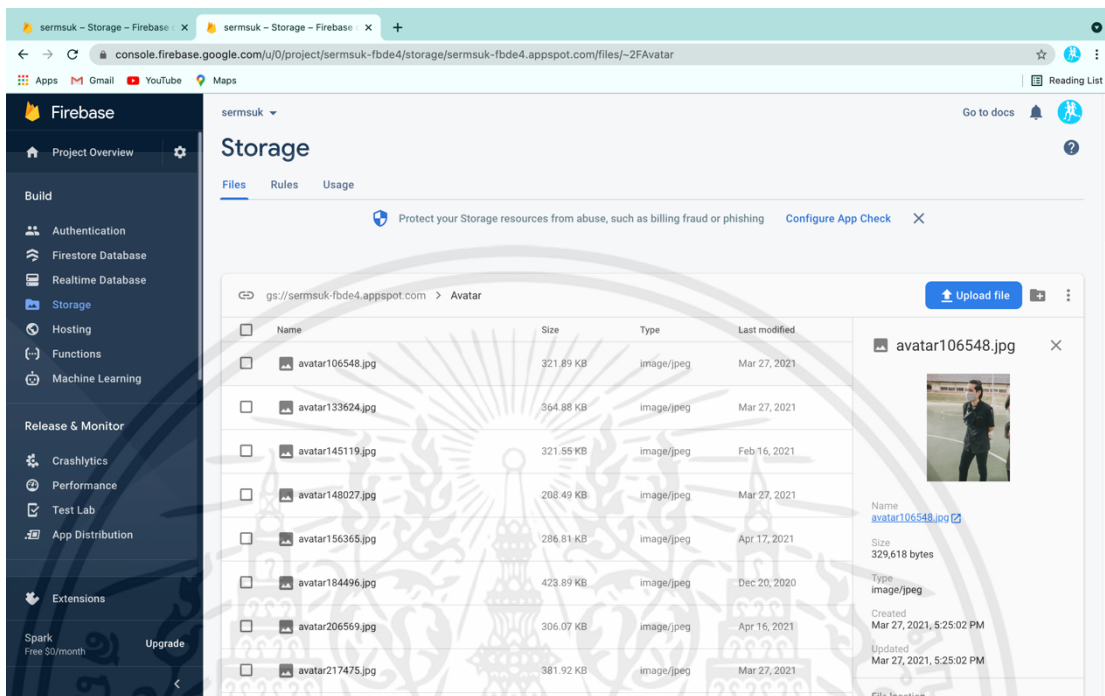 sermsuk – Storage – Firebase c
sermsuk – Storage – Firebase c
console.firebase.google.com/u/0/project/sermsuk-fbde4/storage/sermsuk-fbde4.appspot.com/files/~2FAvatar
Apps Gmail YouTube Maps Reading List
Firebase
sermsuk
Go to docs
Project Overview
Storage
Files Rules Usage
Build
Protect your Storage resources from abuse, such as billing fraud or phishing Configure App Check
Authentication
Firestore Database
Realtime Database
Storage
Hosting
Functions
Machine Learning
Release & Monitor
Crashlytics
Performance
Test Lab
App Distribution
Extensions
Spark
Free $0/month
Upgrade
gs://sermsuk-fbde4.appspot.com > Avatar
Upload file
Name Size Type Last modified
avatar106548.jpg 321.89 KB image/jpeg Mar 27, 2021
avatar133624.jpg 364.88 KB image/jpeg Mar 27, 2021
avatar145119.jpg 321.55 KB image/jpeg Feb 16, 2021
avatar148027.jpg 208.49 KB image/jpeg Mar 27, 2021
avatar156365.jpg 286.81 KB image/jpeg Apr 17, 2021
avatar184496.jpg 423.89 KB image/jpeg Dec 20, 2020
avatar206569.jpg 306.07 KB image/jpeg Apr 16, 2021
avatar217475.jpg 381.92 KB image/jpeg Mar 27, 2021
avatar106548.jpg
Name
avatar106548.jpg
Size
329,618 bytes
Type
image/jpeg
Created
Mar 27, 2021, 5:25:02 PM
Updated
Mar 27, 2021, 5:25:02 PM
File location